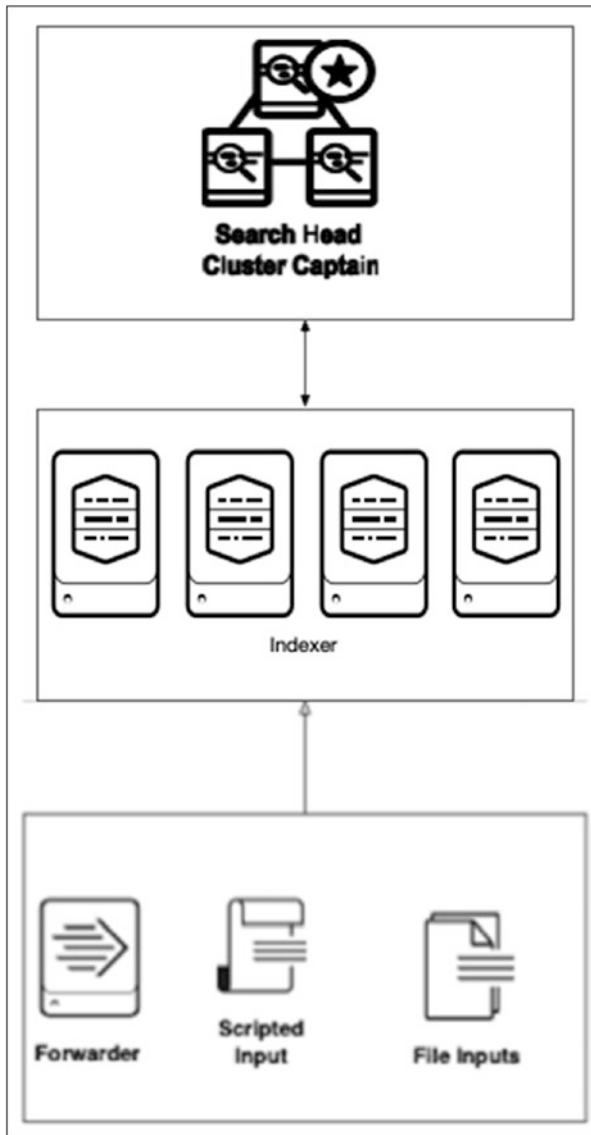 Search Head
Cluster Captain
Indexer
Forwarder
Scripted
Input
File Inputs